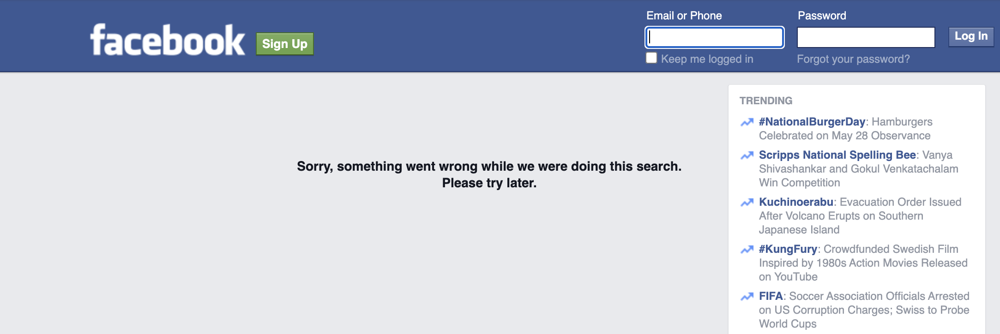 facebook
Sign Up
Email or Phone
Password
Log In
Keep me logged in
Forgot your password?
Sorry, something went wrong while we were doing this search.
Please try later.
TRENDING
#NationalBurgerDay: Hamburgers
Celebrated on May 28 Observance
Scripps National Spelling Bee: Vanya
Shivashankar and Gokul Venkatachalam
Win Competition
Kuchinoerabu: Evacuation Order Issued
After Volcano Erupts on Southern
Japanese Island
#KungFury: Crowdfunded Swedish Film
Inspired by 1980s Action Movies Released
on YouTube
FIFA: Soccer Association Officials Arrested
on US Corruption Charges; Swiss to Probe
World Cups